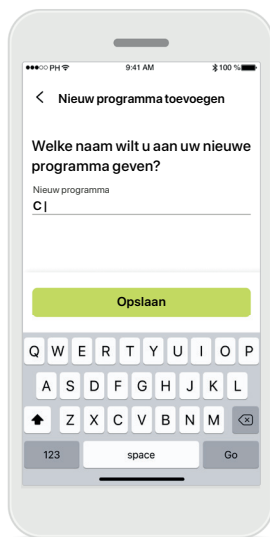 PH 9:41 AM 100 %
Nieuw programma toevoegen
Welke naam wilt u aan uw nieuwe
programma geven?
Nieuw programma
C
Opslaan
Q W E R T Y U I O P
A S D F G H J K L
Z X C V B N M
123 space Go